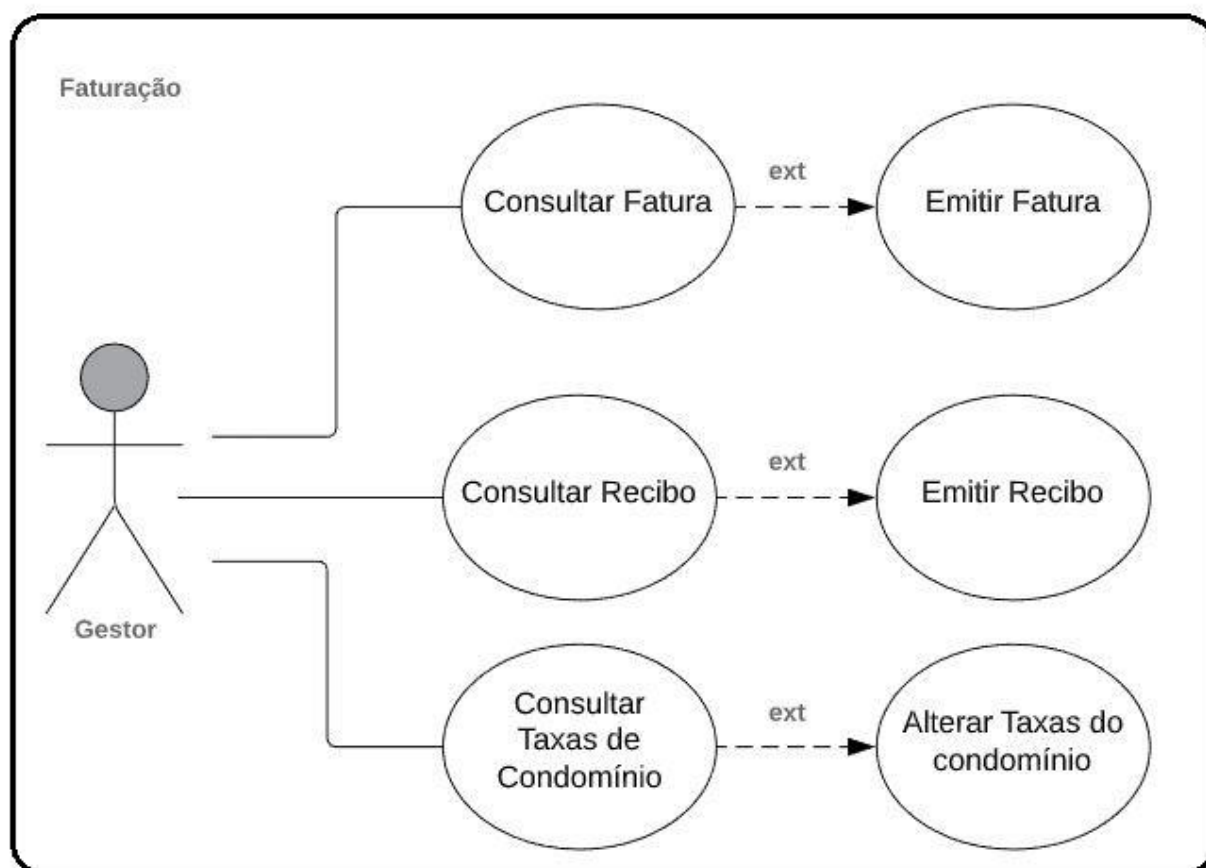 Faturação
Consultar Fatura
ext
Emitir Fatura
Consultar Recibo
ext
Emitir Recibo
Gestor
Consultar
Taxas de
Condomínio
ext
Alterar Taxas do
condomínio